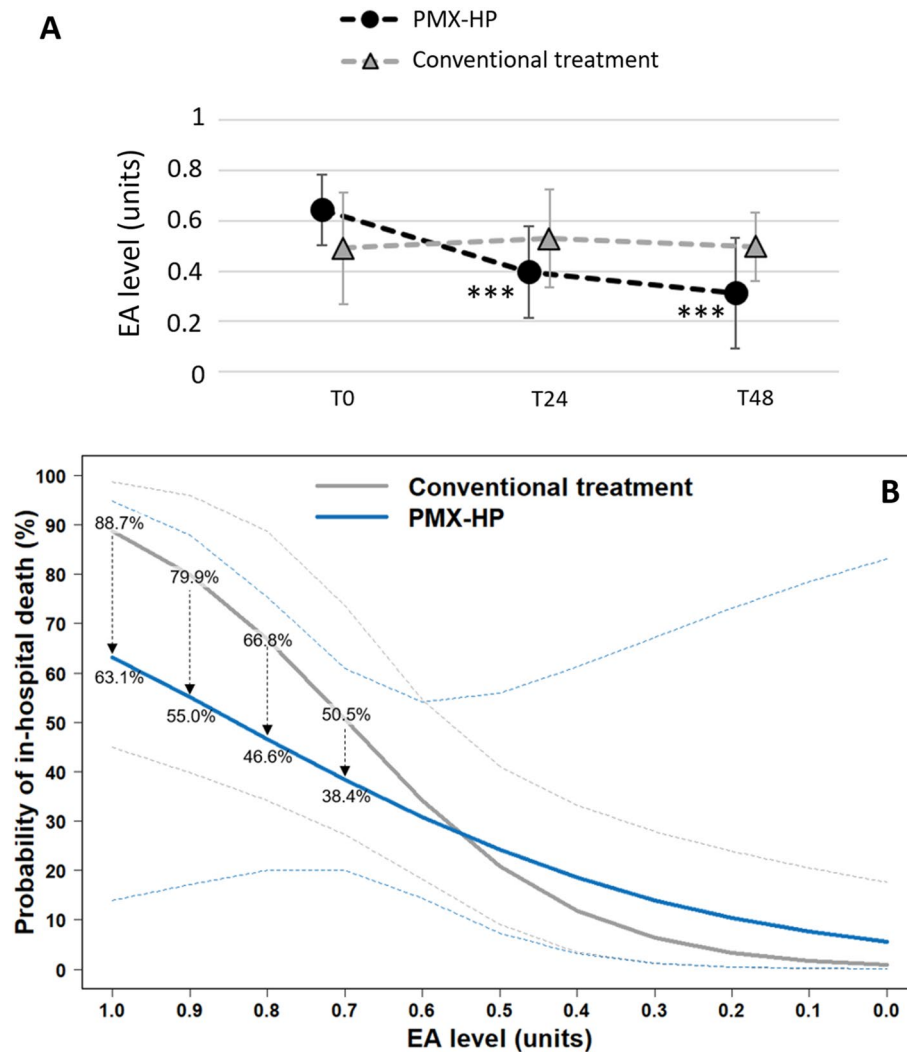 A
PMX-HP
Conventional treatment
EA level (units)
1
0.8
0.6
0.4
0.2
0
***
***
T0 T24 T48
B
Conventional treatment
PMX-HP
Probability of in-hospital death (%)
100
90
80
70
60
50
40
30
20
10
0
88.7%
79.9%
66.8%
50.5%
63.1%
55.0%
46.6%
38.4%
1.0 0.9 0.8 0.7 0.6 0.5 0.4 0.3 0.2 0.1 0.0
EA level (units)